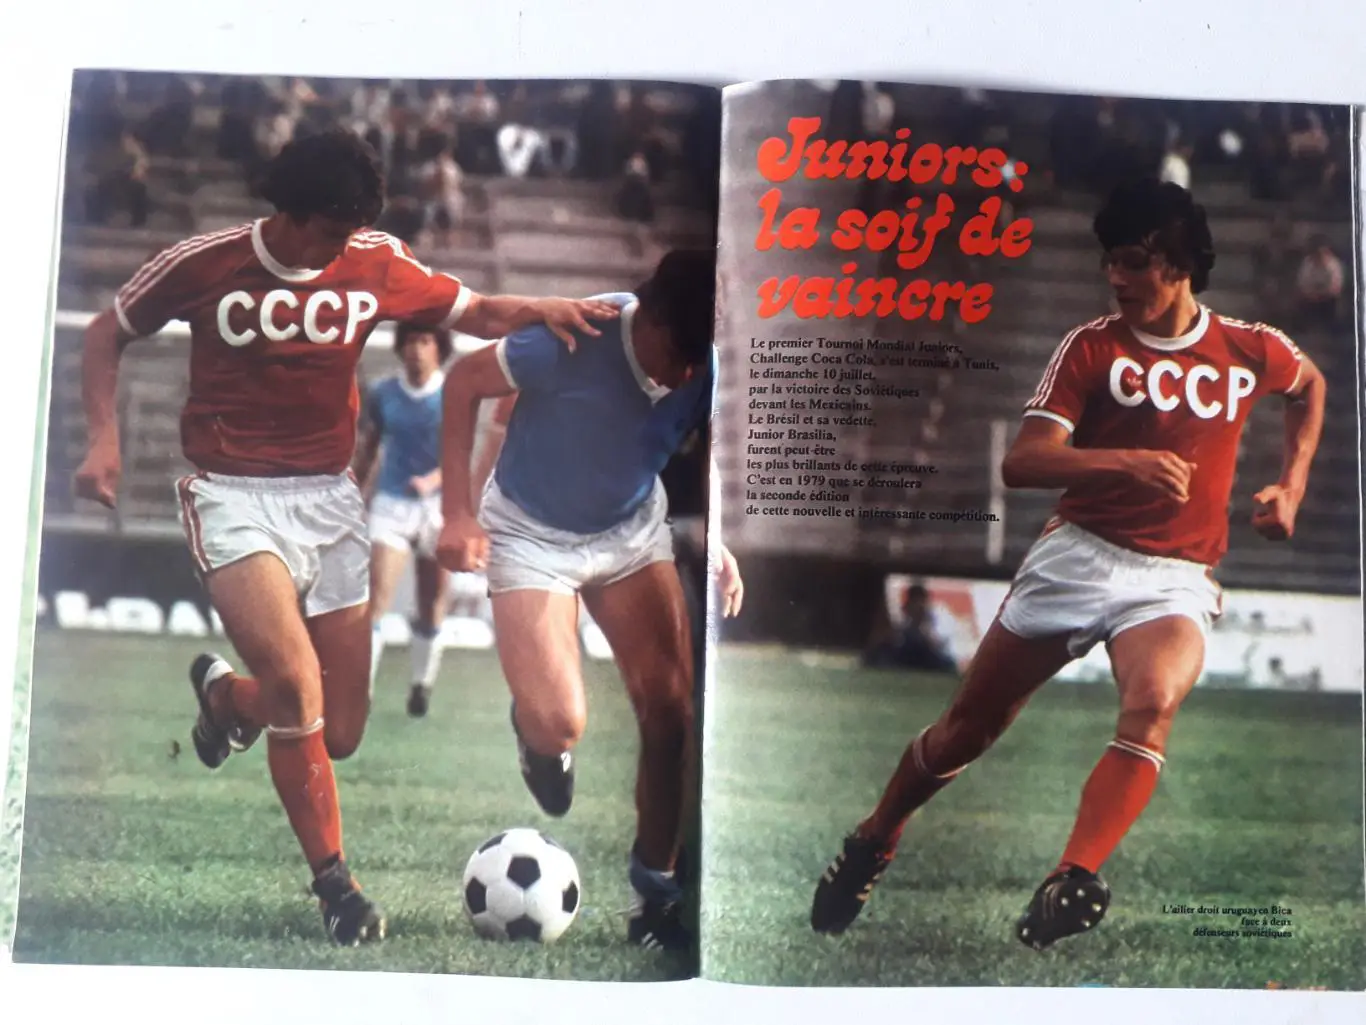 CCCP
Juniors:
la soif de
vaincre
Le premier Tournoi Mondial Juniors,
Challenge Coca Cola, s'est terminé à Tunis,
le dimanche 10 juillet,
par la victoire des Soviétiques
devant les Mexicains.
Le Brésil et sa vedette,
Junior Brasilia,
furent peut-être
les plus brillants de cette épreuve.
C'est en 1979 que se déroulera
la seconde édition
de cette nouvelle et intéressante compétition.
CCCP
L'ailier droit uruguayen Bica
face à deux
défenseurs soviétiques